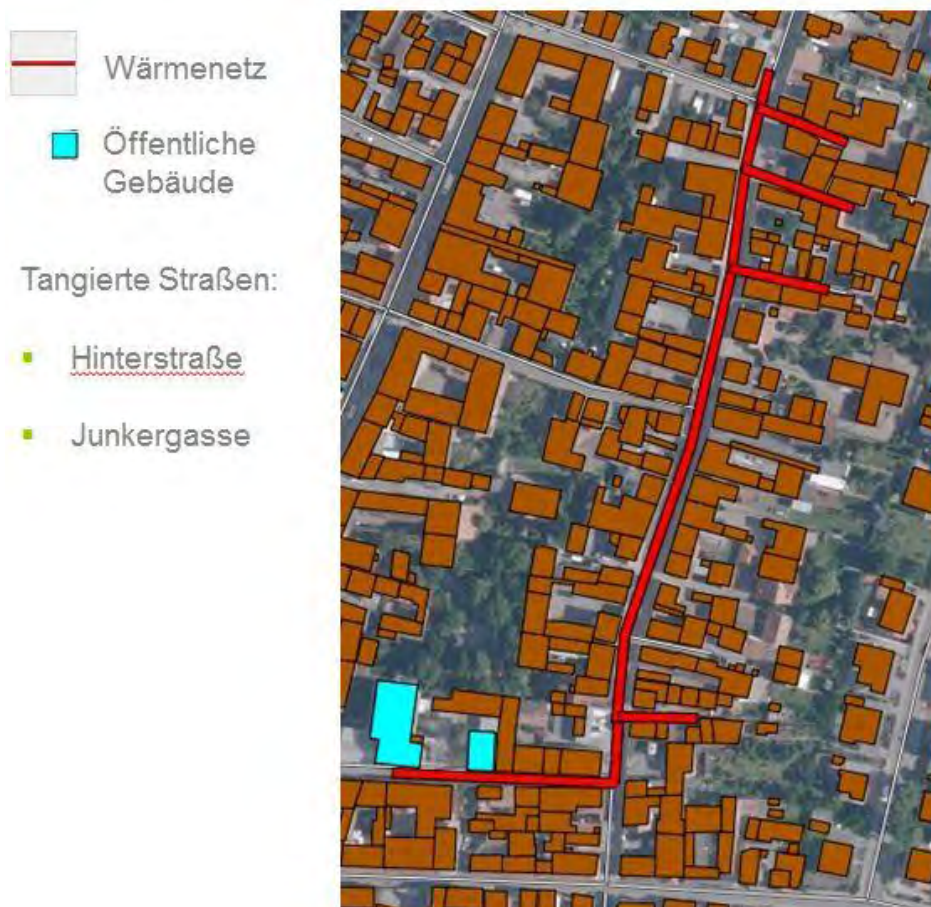 Wärmenetz
Öffentliche
Gebäude
Tangierte Straßen:
Hinterstraße
Junkergasse